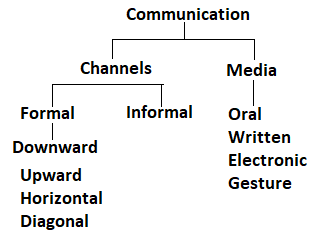 Communication
Channels Media
Formal Informal
Downward
Upward
Horizontal
Diagonal
Oral
Written
Electronic
Gesture